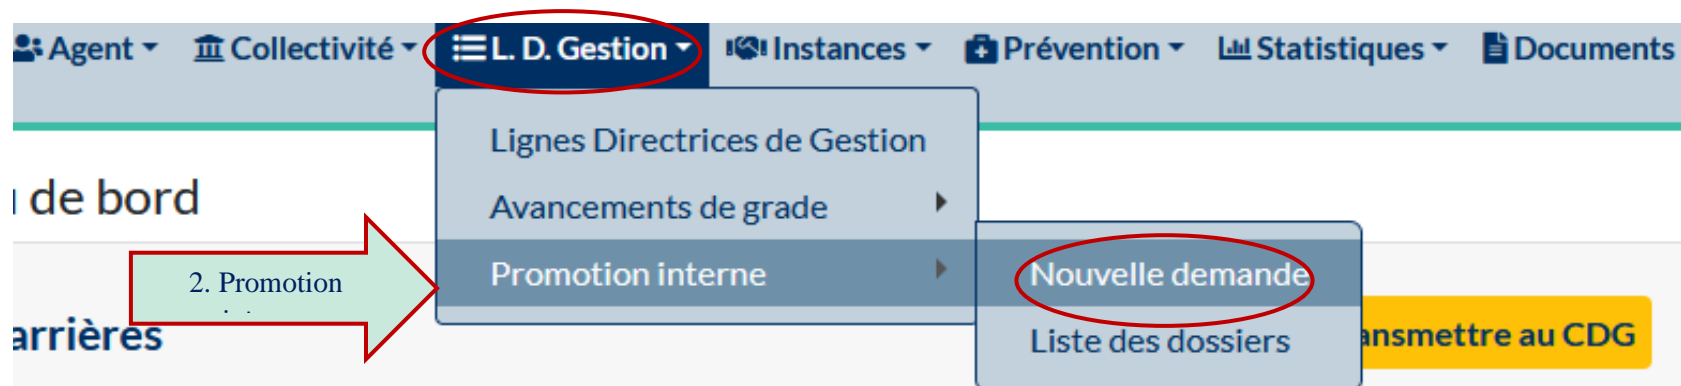 Agent Collectivité L. D. Gestion Instances Prévention Statistiques Documents
Lignes Directrices de Gestion
de bord
Avancements de grade
2. Promotion
Promotion interne
Nouvelle demande
arrières
Liste des dossiers
ansmettre au CDG